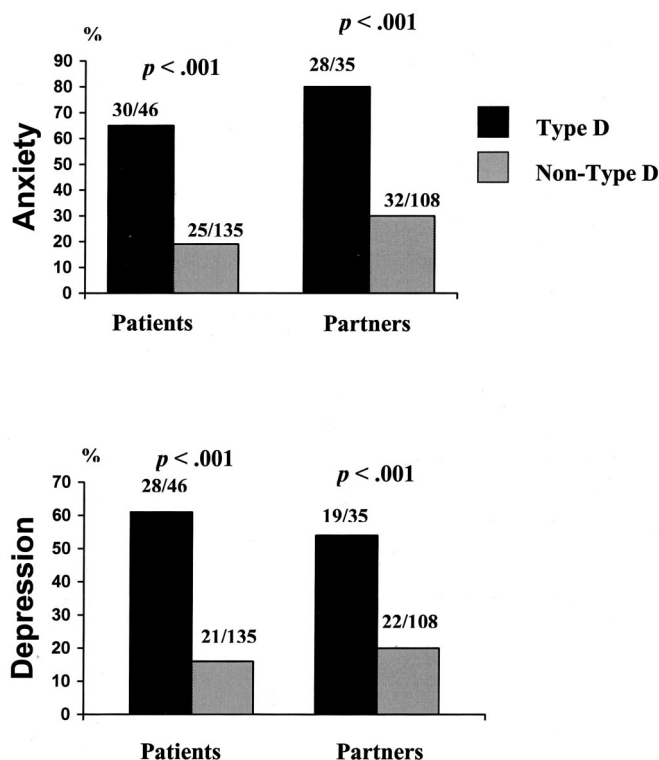 %
p < .001
p < .001
90
80
70
60
50
40
30
20
10
0
Anxiety
30/46
25/135
28/35
32/108
Type D
Non-Type D
Patients
Partners
%
p < .001
p < .001
70
60
50
40
30
20
10
0
Depression
28/46
21/135
19/35
22/108
Patients
Partners